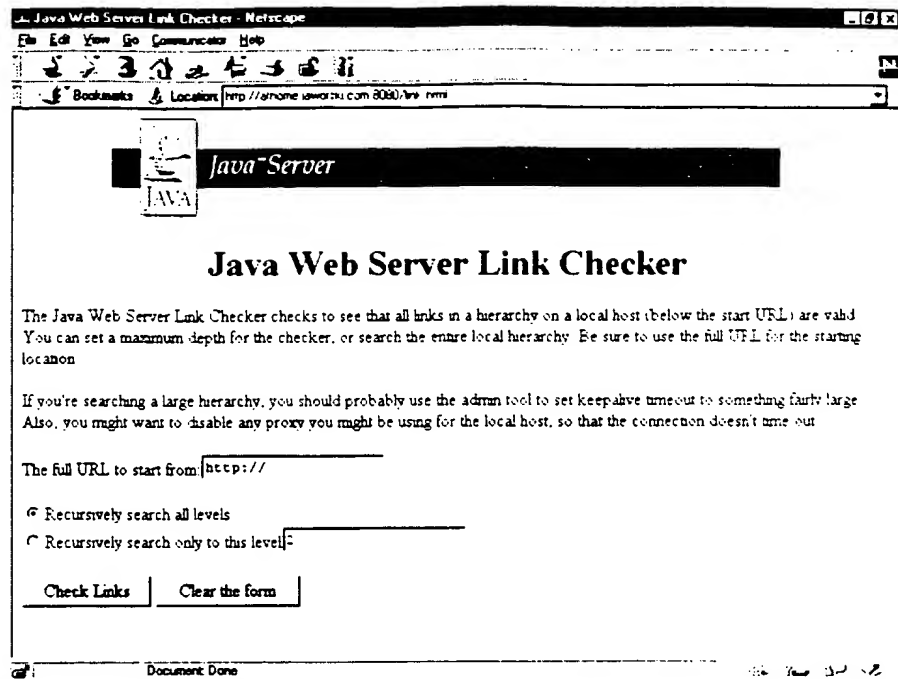 Java Web Server Link Checker - Netscape
File Edit View Go Communicator Help
N
Bookmarks Location: 8080/link.html
Java™ Server
JAVA
Java Web Server Link Checker
The Java Web Server Link Checker checks to see that all links in a hierarchy on a local host (below the start URL) are valid
You can set a maximum depth for the checker, or search the entire local hierarchy. Be sure to use the full URL for the starting
location
If you're searching a large hierarchy, you should probably use the admin tool to set keepalive timeout to something fairly large
Also, you might want to disable any proxy you might be using for the local host, so that the connection doesn't time out
The full URL to start from: http://
Recursively search all levels
Recursively search only to this level
Check Links Clear the form
Document: Done